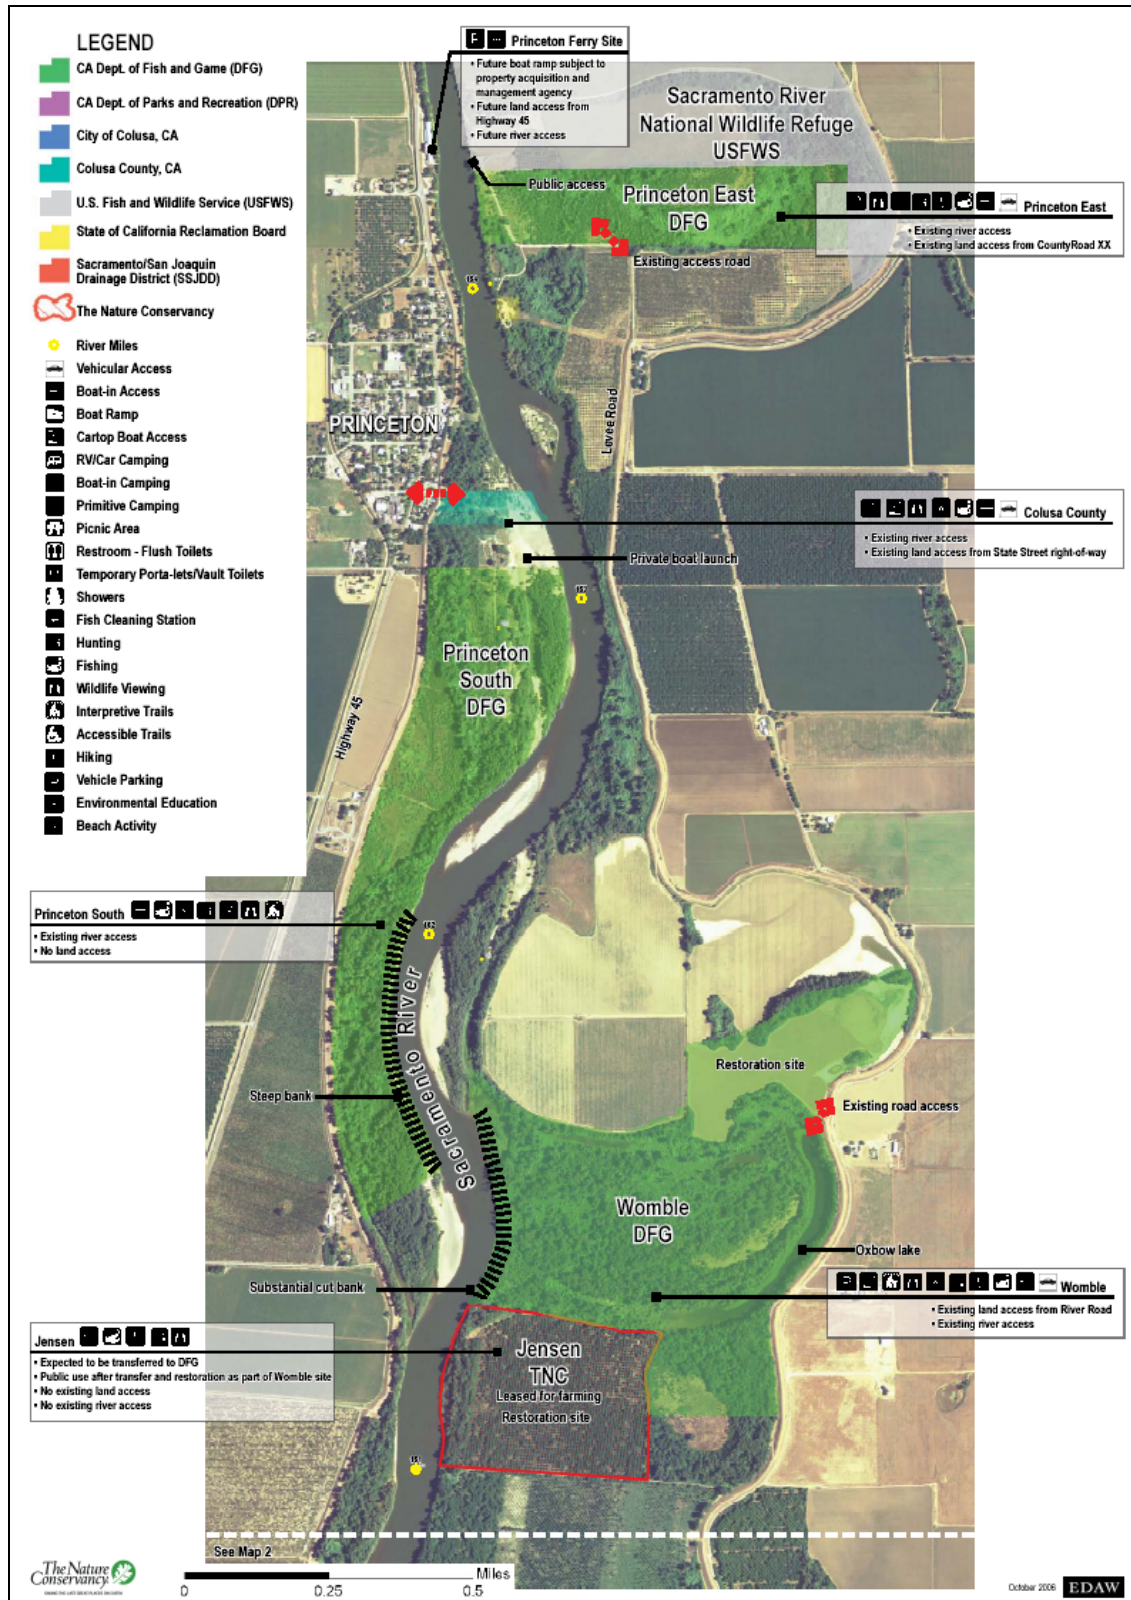 LEGEND
CA Dept. of Fish and Game (DFG)
CA Dept. of Parks and Recreation (DPR)
City of Colusa, CA
Colusa County, CA
U.S. Fish and Wildlife Service (USFWS)
State of California Reclamation Board
Sacramento/San Joaquin
Drainage District (SSJDD)
The Nature Conservancy
River Miles
Vehicular Access
Boat-in Access
Boat Ramp
Cartop Boat Access
RV/Car Camping
Boat-in Camping
Primitive Camping
Picnic Area
Restroom - Flush Toilets
Temporary Porta-lets/Vault Toilets
Showers
Fish Cleaning Station
Hunting
Fishing
Wildlife Viewing
Interpretive Trails
Accessible Trails
Hiking
Vehicle Parking
Environmental Education
Beach Activity
Princeton Ferry Site
• Future boat ramp subject to
property acquisition and
management agency
• Future land access from
Highway 45
• Future river access
Sacramento River
National Wildlife Refuge
USFWS
Public access
Princeton East
DFG
Existing access road
Princeton East
• Existing river access
• Existing land access from CountyRoad XX
164
PRINCETON
Levee Road
Colusa County
• Existing river access
• Existing land access from State Street right-of-way
Private boat launch
163
Princeton
South
DFG
Highway 45
Princeton South
• Existing river access
• No land access
162
Sacramento River
Steep bank
Restoration site
Existing road access
Womble
DFG
Oxbow lake
Substantial cut bank
Womble
• Existing land access from River Road
• Existing river access
Jensen
• Expected to be transferred to DFG
• Public use after transfer and restoration as part of Womble site
• No existing land access
• No existing river access
Jensen
TNC
Leased for farming
Restoration site
161
See Map 2
The Nature
Conservancy
Miles
0
0.25
0.5
October 2006
EDAW